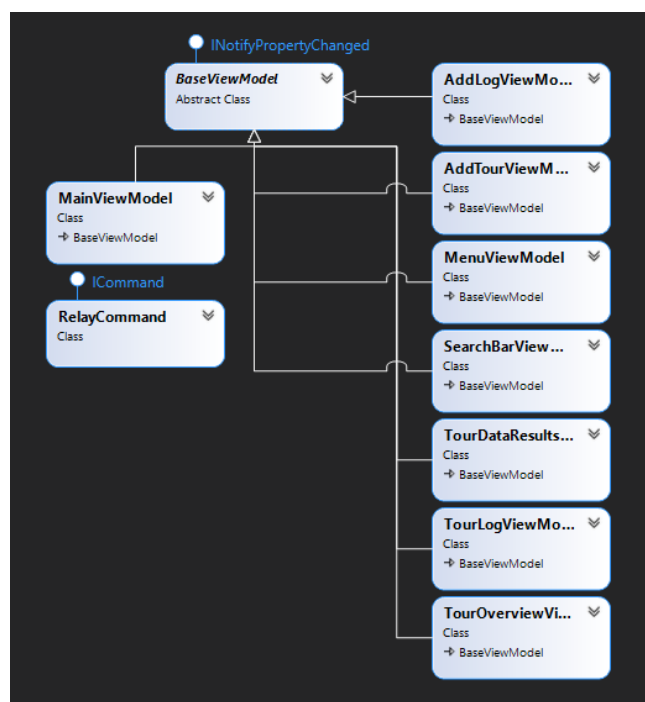 INotifyPropertyChanged
BaseViewModel
Abstract Class
AddLogViewMo...
Class
BaseViewModel
AddTourViewM...
Class
BaseViewModel
MainViewModel
Class
BaseViewModel
MenuViewModel
Class
BaseViewModel
ICommand
RelayCommand
Class
SearchBarView...
Class
BaseViewModel
TourDataResults...
Class
BaseViewModel
TourLogViewMo...
Class
BaseViewModel
TourOverviewVi...
Class
BaseViewModel